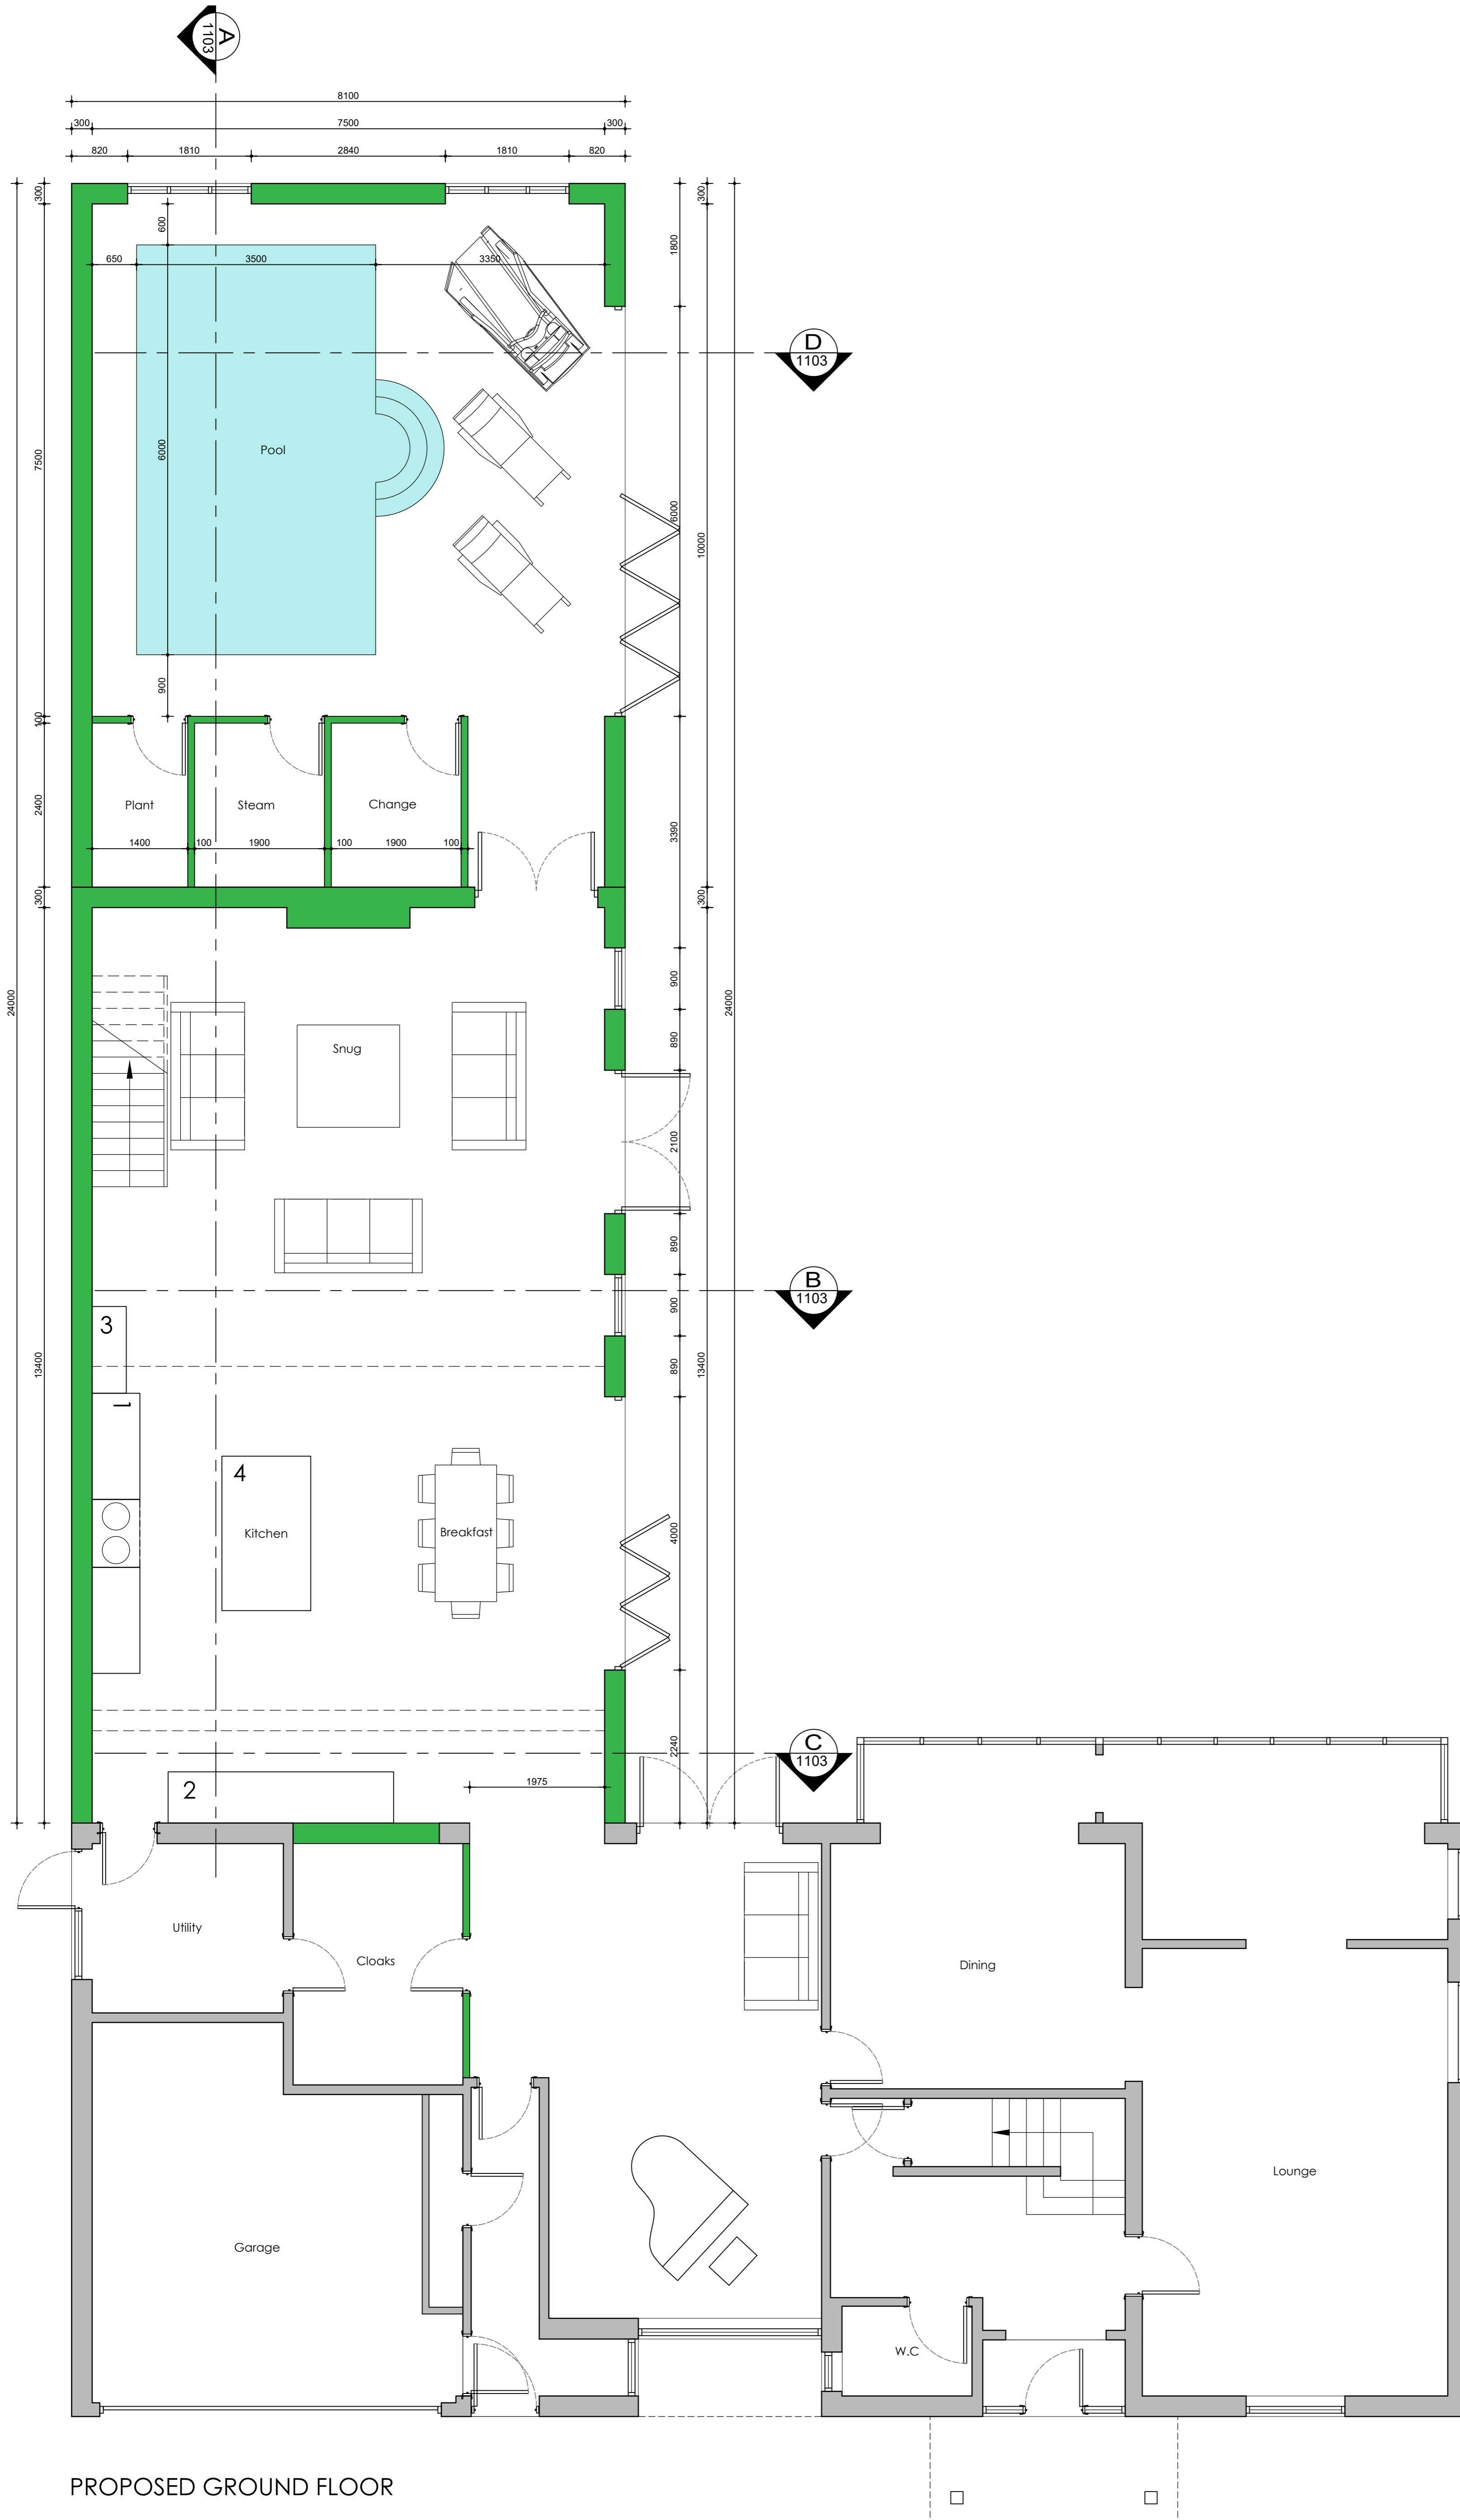 A
1103
8100
300
7500
300
820
1810
2840
1810
820
300
600
1800
300
650
3500
3350
D
1103
7500
6000
Pool
6000
10000
900
100
2400
Plant
Steam
Change
3390
1400
100
1900
100
1900
100
300
300
900
24000
24000
Snug
890
2100
890
B
1103
900
3
13400
890
13400
1
4
Kitchen
Breakfast
4000
C
1103
2240
2
1975
Utility
Cloaks
Dining
Lounge
Garage
W.C
PROPOSED GROUND FLOOR